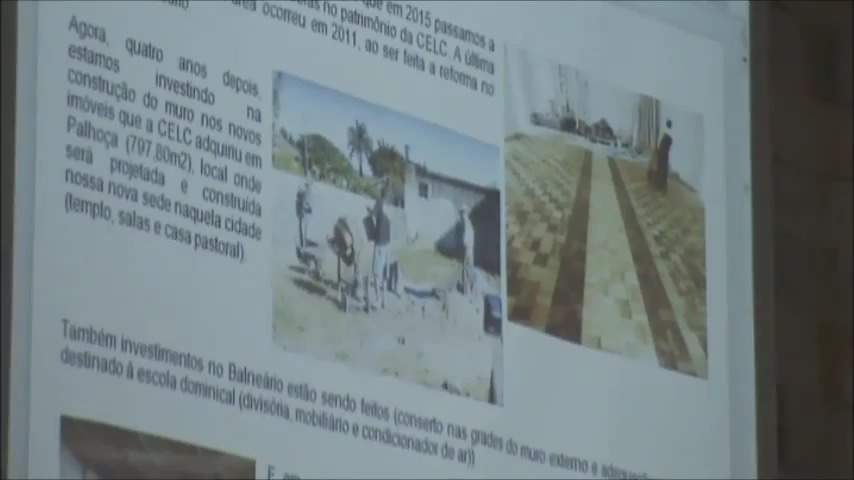 que em 2015 passamos a
no patrimônio da CELC. A última
área ocorreu em 2011, ao ser feita a reforma no
Agora, quatro anos depois,
estamos investindo na
construção do muro nos novos
imóveis que a CELC adquiriu em
Palhoça (797,80m2), local onde
será projetada e construída
nossa nova sede naquela cidade
(templo, salas e casa pastoral)
Também investimentos no Balneário estão sendo feitos (conserto nas grades do muro externo e
destinado à escola dominical (divisória, mobiliário e condicionador de ar))